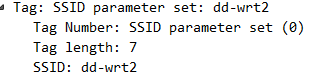 Tag: SSID parameter set: dd-wrt2
Tag Number: SSID parameter set (0)
Tag length: 7
SSID: dd-wrt2